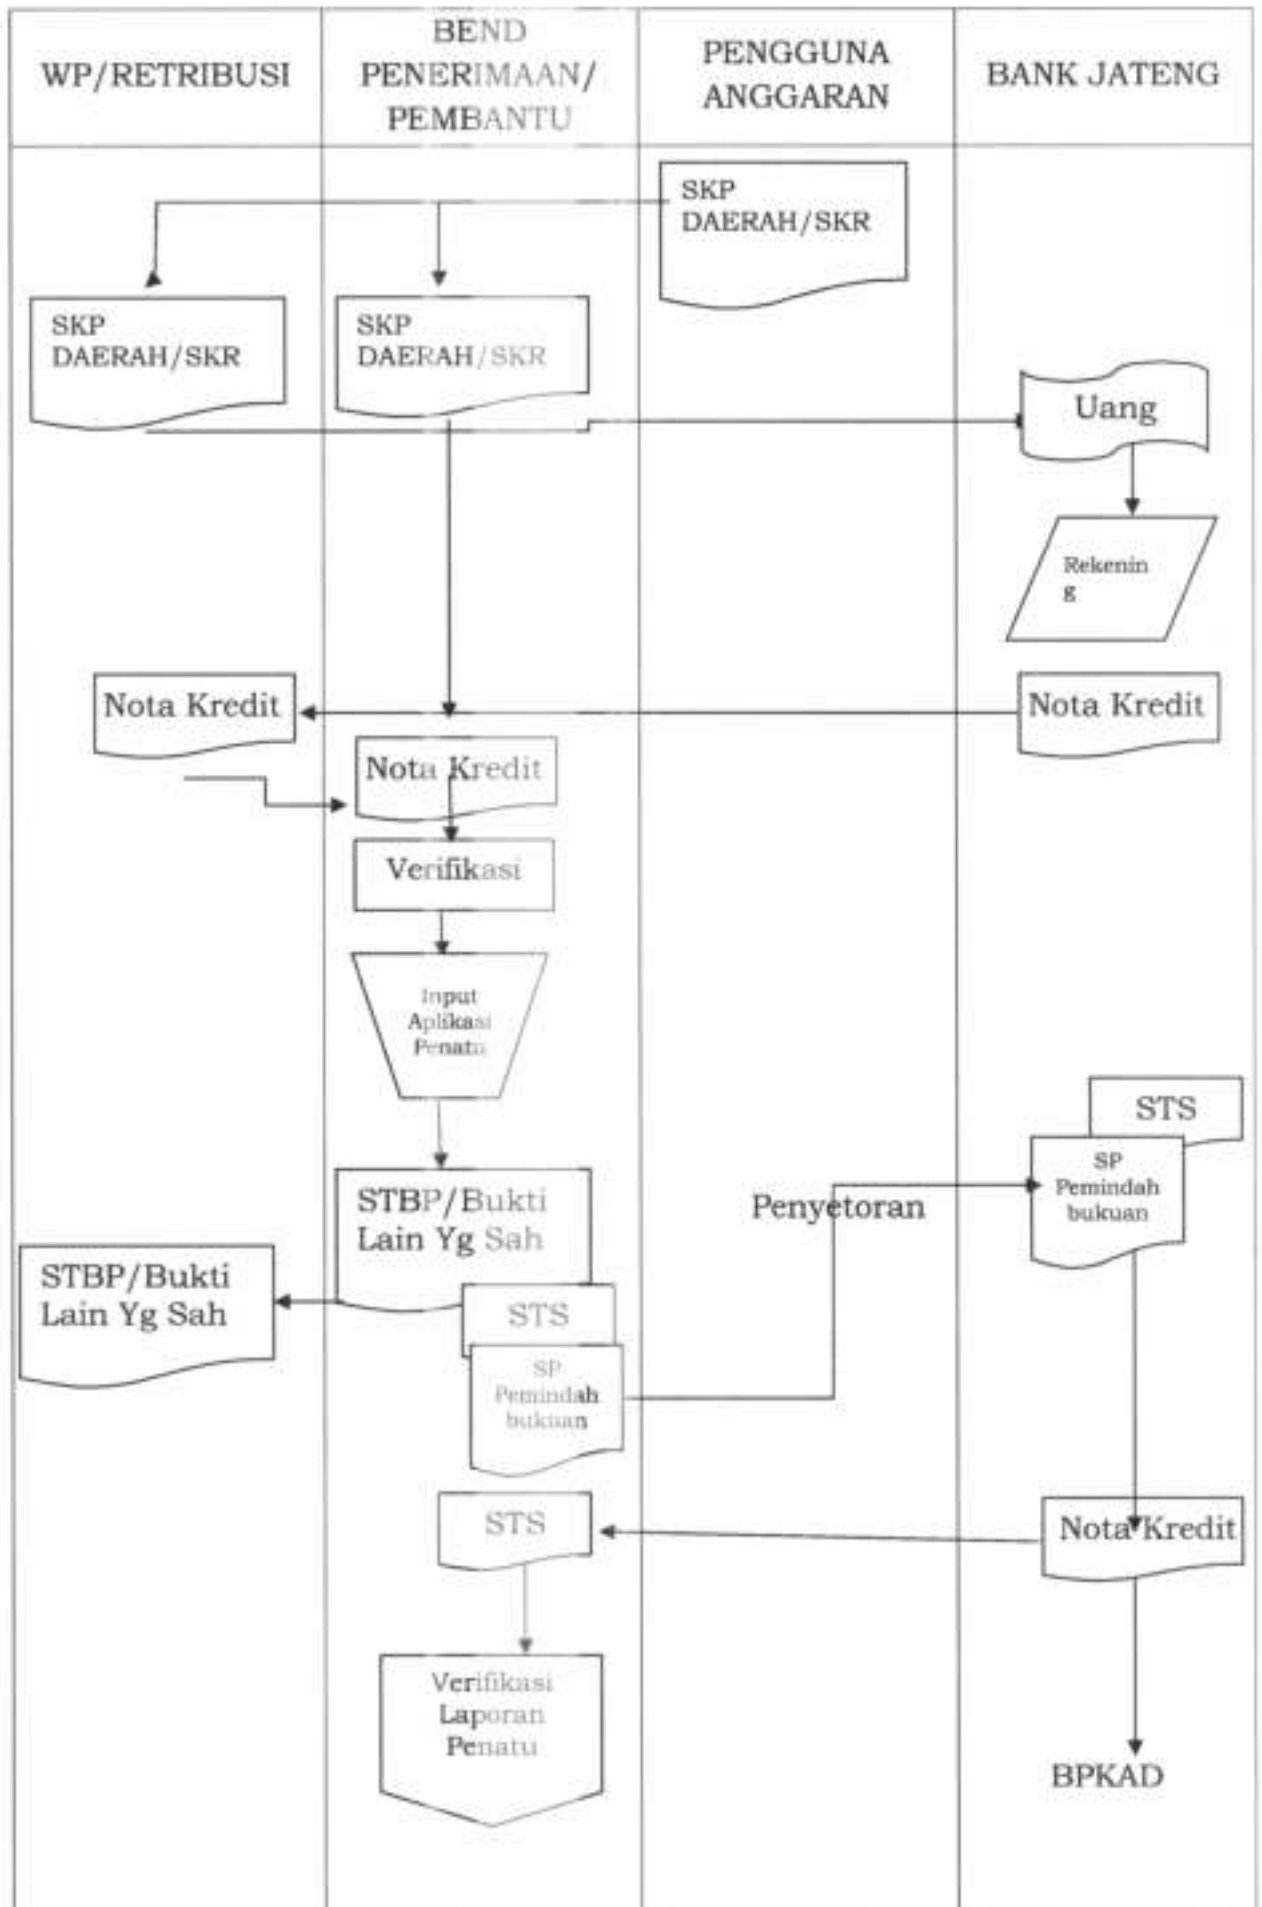 WP/RETRIBUSI
BEND
PENERIMAAN/
PEMBANTU
PENGGUNA
ANGGARAN
BANK JATENG
SKP
DAERAH/SKR
SKP
DAERAH/SKR
SKP
DAERAH/SKR
Uang
Rekenin
g
Nota Kredit
Nota Kredit
Nota Kredit
Verifikasi
Input
Aplikasi
Penatu
STS
SP
Pemindah
bukuan
STBP/Bukti
Lain Yg Sah
Penyetoran
STBP/Bukti
Lain Yg Sah
STS
SP
Pemindah
bukuan
STS
Nota Kredit
Verifikasi
Laporan
Penatu
BPKAD